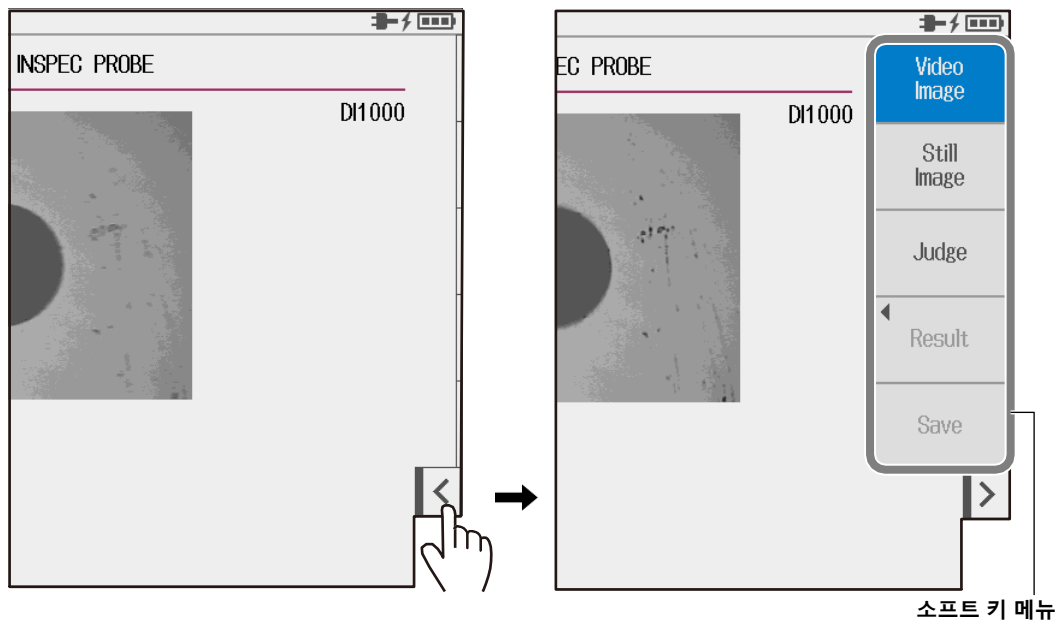 INSPEC PROBE
DI1000
EC PROBE
DI1000
Video
Image
Still
Image
Judge
Result
Save
소프트 키 메뉴